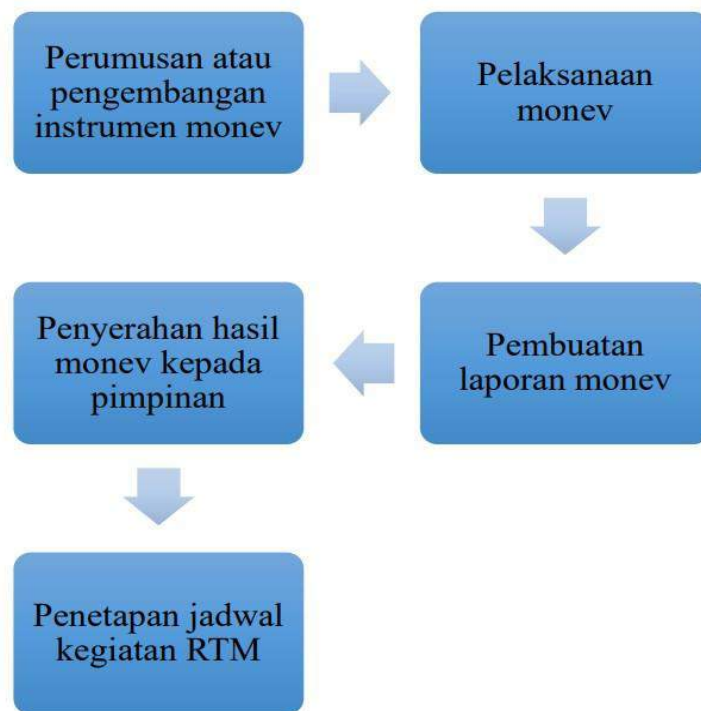 Perumusan atau
pengembangan
instrumen monev
Pelaksanaan
monev
Pembuatan
laporan monev
Penyerahan hasil
monev kepada
pimpinan
Penetapan jadwal
kegiatan RTM